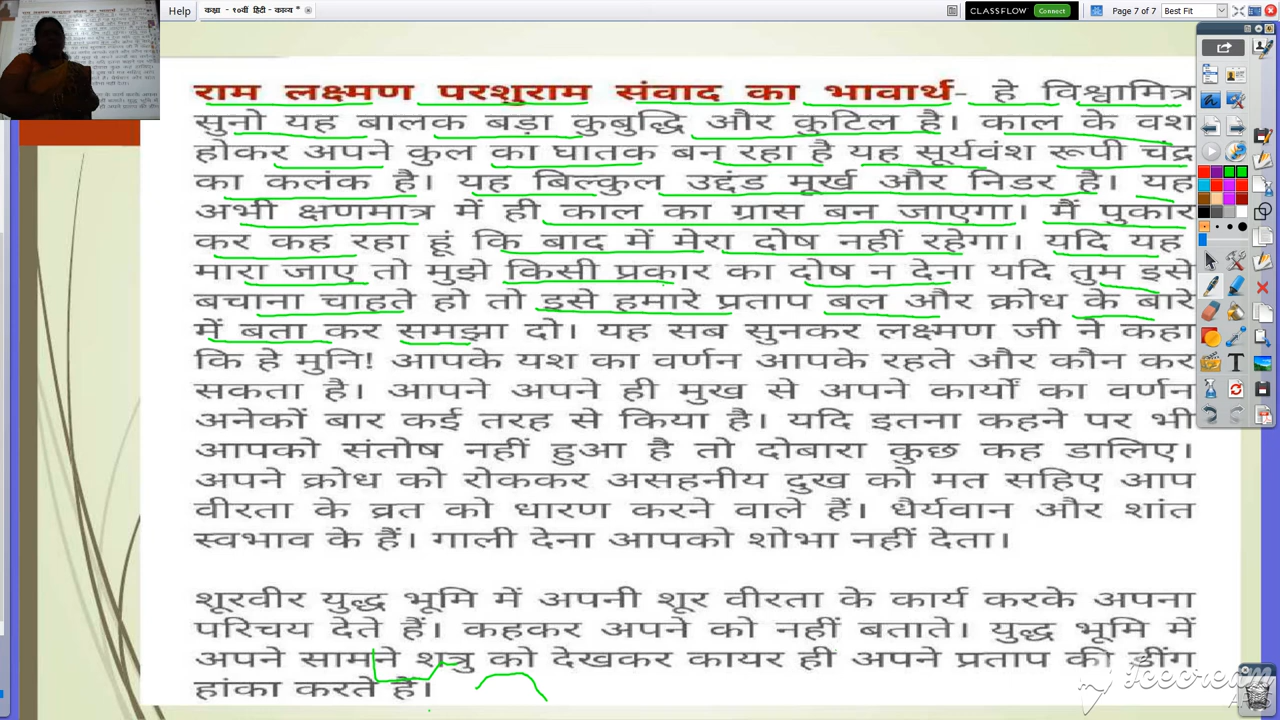 Help
कक्षा - १०वीं हिंदी - काव्य *
CLASSFLOW Connect
Page 7 of 7
Best Fit
राम लक्ष्मण परशुराम संवाद का भावार्थ- हे विश्वामित्र
सुनो यह बालक बड़ा कुबुद्धि और कुटिल है। काल के वश
होकर अपने कुल का घातक बन रहा है यह सूर्यवंश रूपी चंद्र
का कलंक है। यह बिल्कुल उद्दंड मूर्ख और निडर है। यह
अभी क्षणमात्र में ही काल का ग्रास बन जाएगा। मैं पुकार
कर कह रहा हूं कि बाद में मेरा दोष नहीं रहेगा। यदि यह
मारा जाए तो मुझे किसी प्रकार का दोष न देना यदि तुम इसे
बचाना चाहते हो तो इसे हमारे प्रताप बल और क्रोध के बारे
में बता कर समझा दो। यह सब सुनकर लक्ष्मण जी ने कहा
कि हे मुनि! आपके यश का वर्णन आपके रहते और कौन कर
सकता है। आपने अपने ही मुख से अपने कार्यों का वर्णन
अनेकों बार कई तरह से किया है। यदि इतना कहने पर भी
आपको संतोष नहीं हुआ है तो दोबारा कुछ कह डालिए।
अपने क्रोध को रोककर असहनीय दुख को मत सहिए आप
वीरता के व्रत को धारण करने वाले हैं। धैर्यवान और शांत
स्वभाव के हैं। गाली देना आपको शोभा नहीं देता।
शूरवीर युद्ध भूमि में अपनी शूर वीरता के कार्य करके अपना
परिचय देते हैं। कहकर अपने को नहीं बताते। युद्ध भूमि में
अपने सामने शत्रु को देखकर कायर ही अपने प्रताप की डींग
हांका करते हैं।
Icecream
APPS